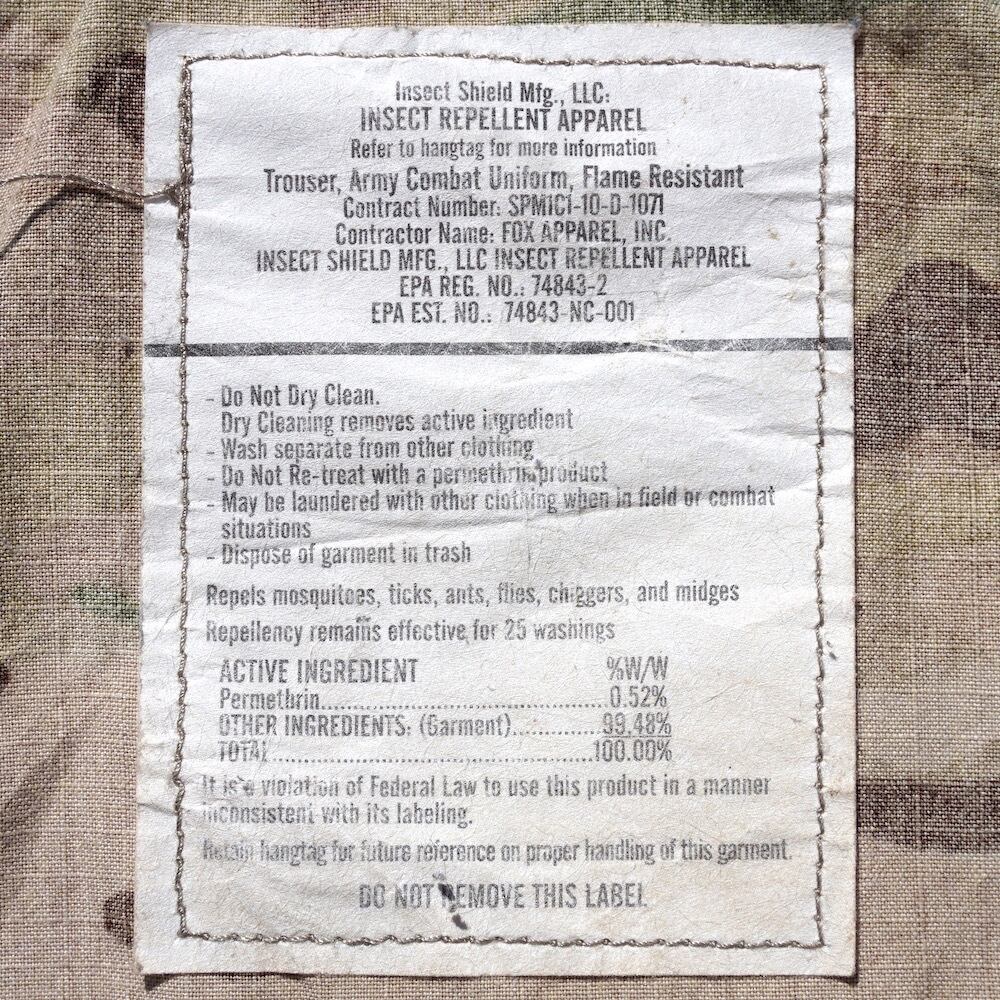 Insect Shield Mfg., LLC:
INSECT REPELLENT APPAREL
Refer to hangtag for more information
Trouser, Army Combat Uniform, Flame Resistant
Contract Number: SPM1C1-10-D-1071
Contractor Name: FOX APPAREL, INC.
INSECT SHIELD MFG., LLC INSECT REPELLENT APPAREL
EPA REG. NO.: 74843-2
EPA EST. NO.: 74843-NC-001
- Do Not Dry Clean.
Dry Cleaning removes active ingredient
- Wash separate from other clothing
- Do Not Re-treat with a permethrin product
- May be laundered with other clothing when in field or combat
situations
- Dispose of garment in trash
Repels mosquitoes, ticks, ants, flies, chiggers, and midges
Repellency remains effective for 25 washings
ACTIVE INGREDIENT %W/W
Permethrin..........................................0.52%
OTHER INGREDIENTS: (Garment)..............99.48%
TOTAL................................................100.00%
It is a violation of Federal Law to use this product in a manner
inconsistent with its labeling.
Retain hangtag for future reference on proper handling of this garment.
DO NOT REMOVE THIS LABEL